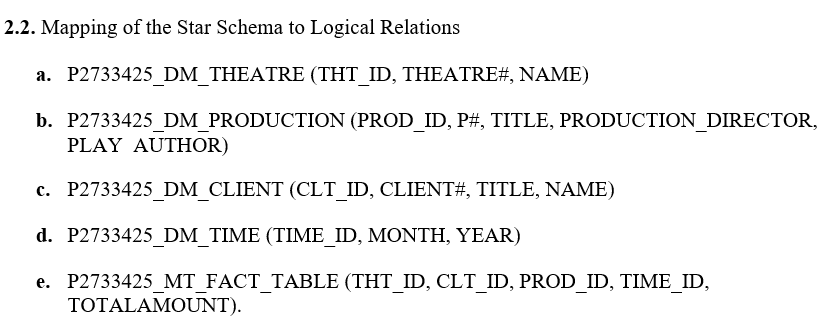 2.2. Mapping of the Star Schema to Logical Relations
a. P2733425_DM_THEATRE (THT_ID, THEATRE#, NAME)
b. P2733425_DM_PRODUCTION (PROD_ID, P#, TITLE, PRODUCTION_DIRECTOR,
PLAY AUTHOR)
c. P2733425_DM_CLIENT (CLT_ID, CLIENT#, TITLE, NAME)
d. P2733425_DM_TIME (TIME_ID, MONTH, YEAR)
e. P2733425_MT_FACT_TABLE (THT_ID, CLT_ID, PROD_ID, TIME_ID,
TOTALAMOUNT).